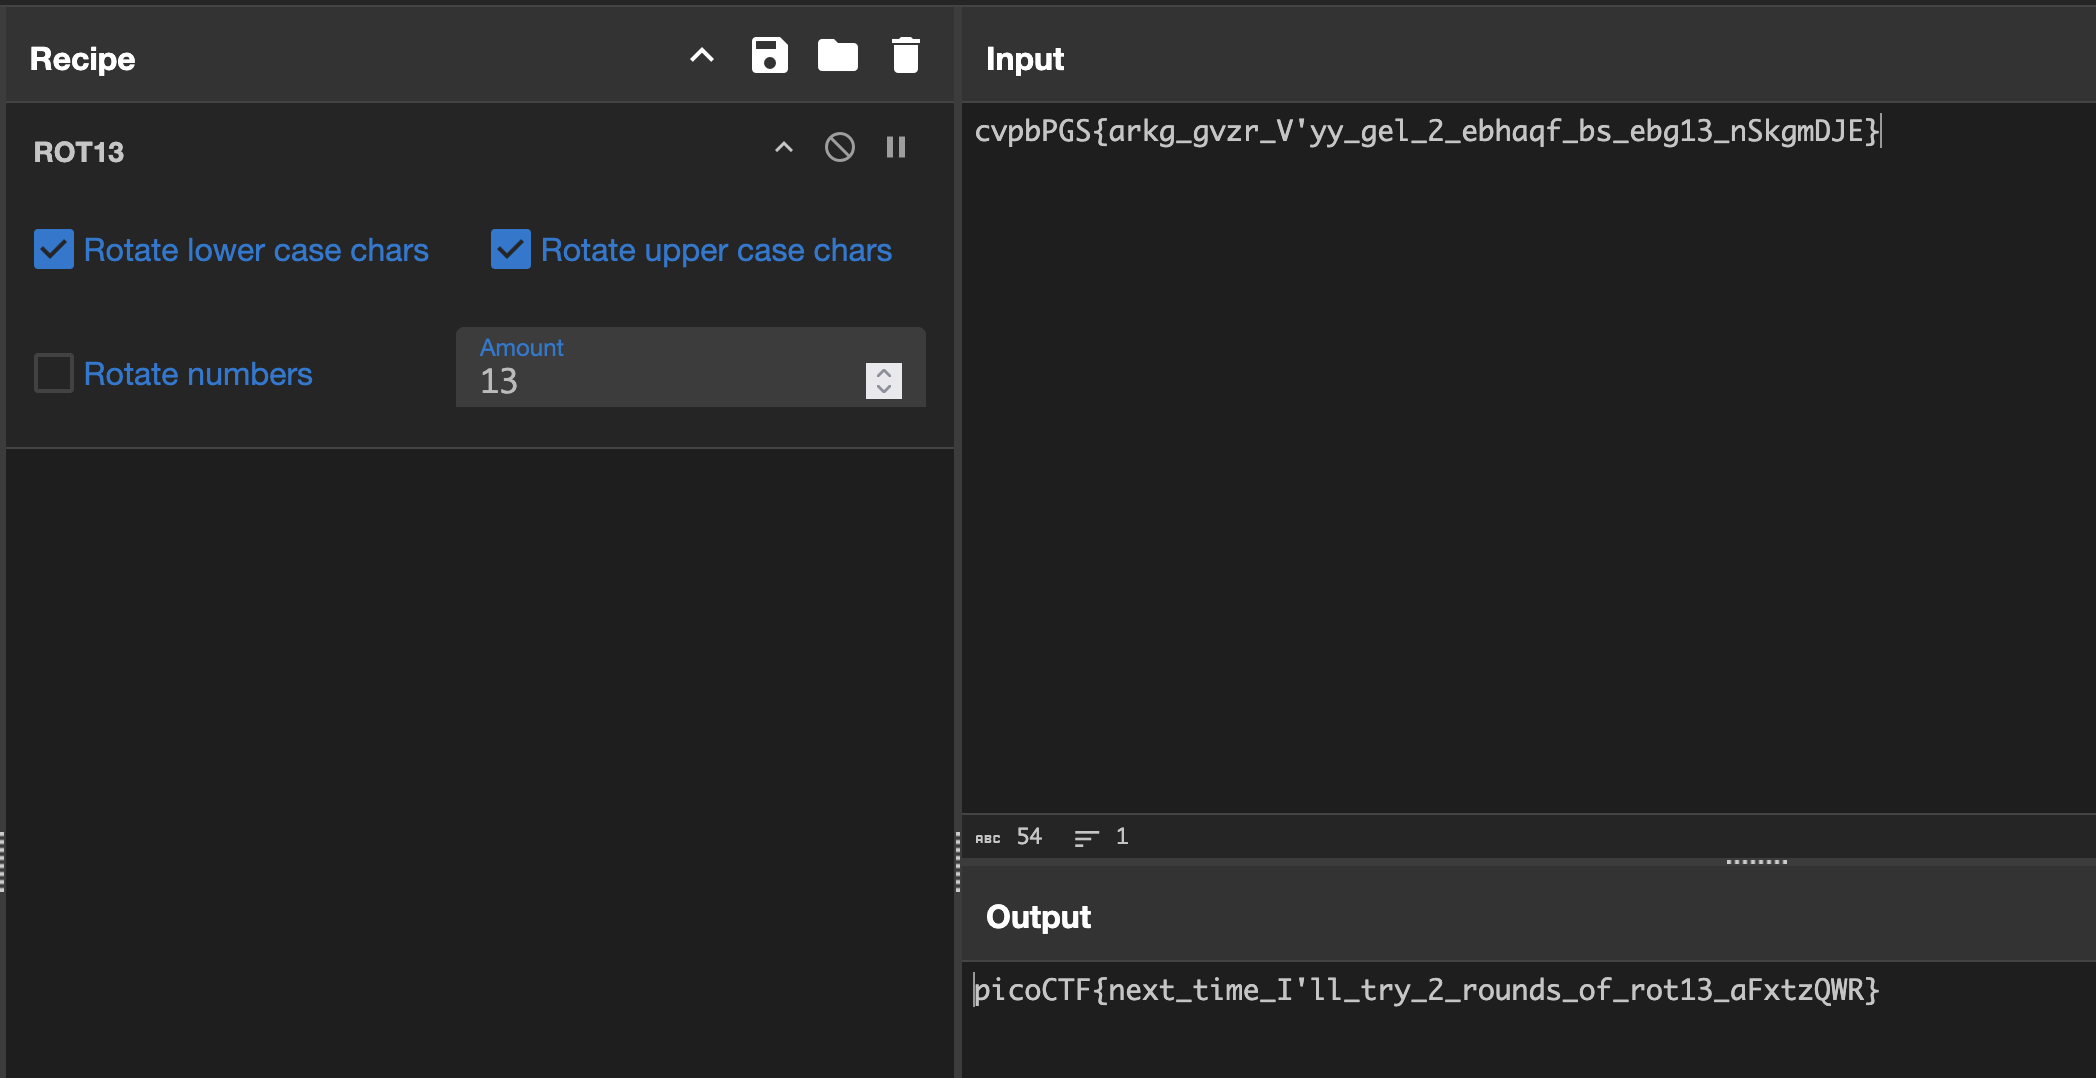 Recipe
ROT13
Rotate lower case chars
Rotate upper case chars
Rotate numbers
Amount
13
Input
cvpbPGS{arkg_gvzr_V'yy_gel_2_ebhaqf_bs_ebg13_nSkgmDJE}
ABC 54 1
Output
picoCTF{next_time_I'll_try_2_rounds_of_rot13_aFxtzQWR}